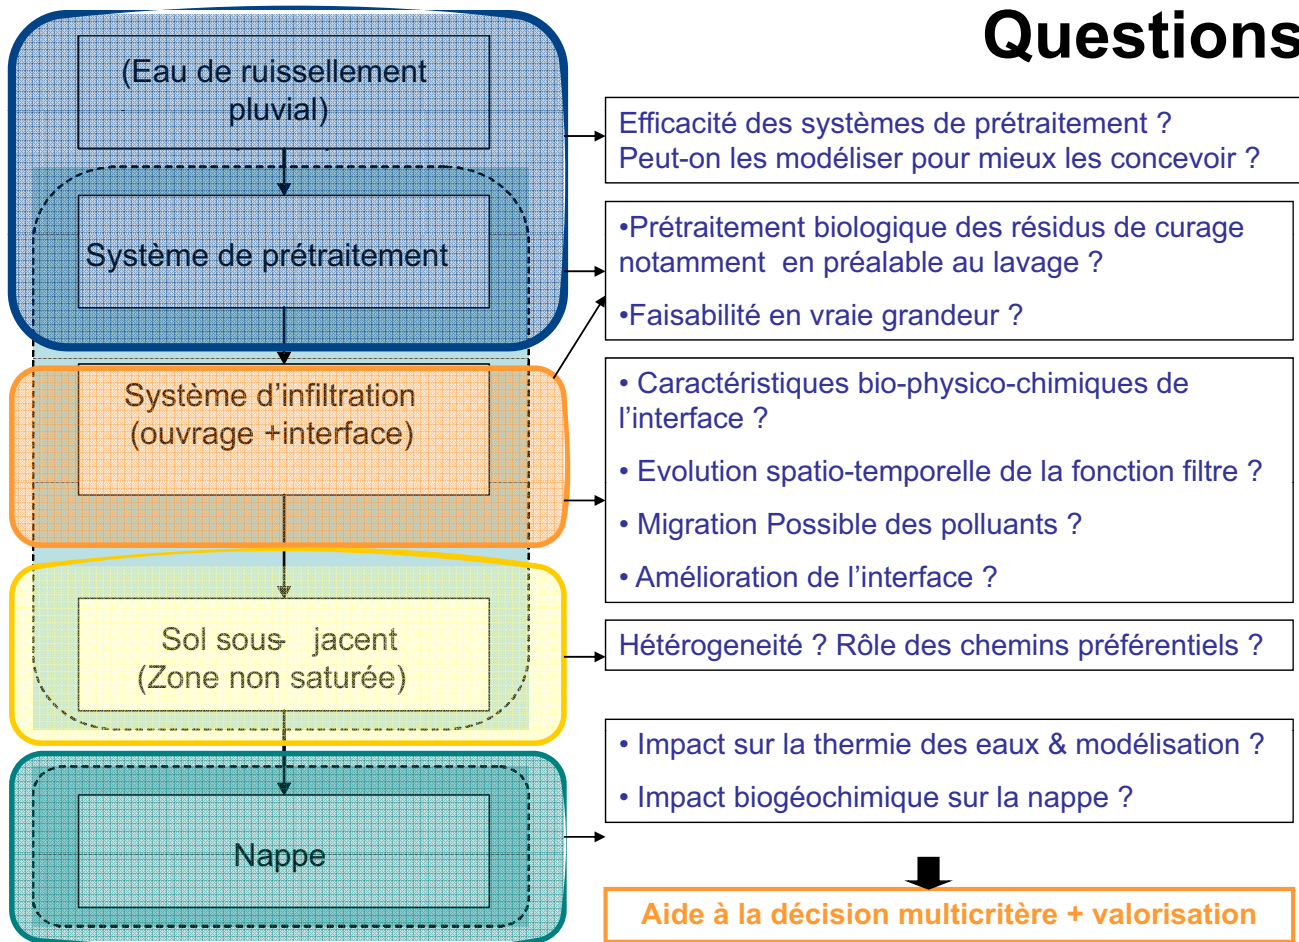 Questions
(Eau de ruissellement
pluvial)
Système de prétraitement
Système d’infiltration
(ouvrage +interface)
Sol sous- jacent
(Zone non saturée)
Nappe
Efficacité des systèmes de prétraitement ?
Peut-on les modéliser pour mieux les concevoir ?
•Prétraitement biologique des résidus de curage
notamment en préalable au lavage ?
•Faisabilité en vraie grandeur ?
• Caractéristiques bio-physico-chimiques de
l’interface ?
• Evolution spatio-temporelle de la fonction filtre ?
• Migration Possible des polluants ?
• Amélioration de l’interface ?
Hétérogeneité ? Rôle des chemins préférentiels ?
• Impact sur la thermie des eaux & modélisation ?
• Impact biogéochimique sur la nappe ?
Aide à la décision multicritère + valorisation